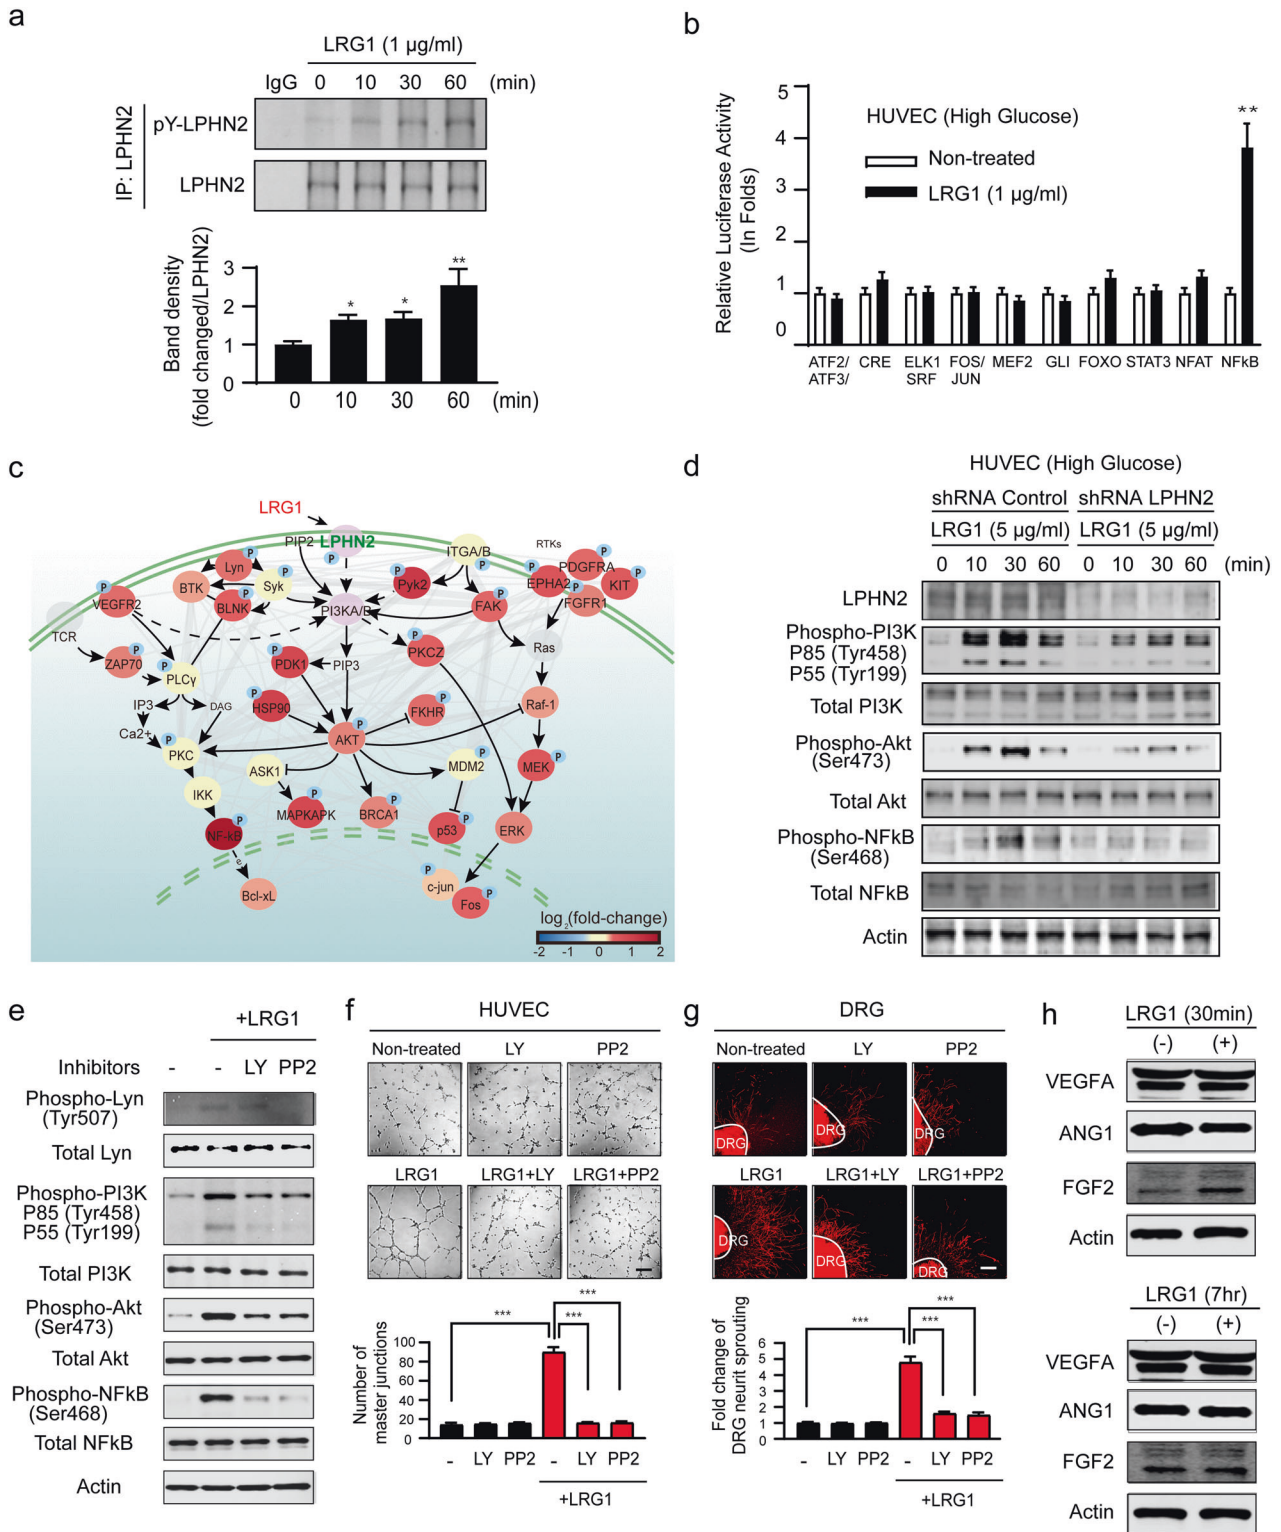 a
LRG1 (1 µg/ml)
IgG 0 10 30 60 (min)
IP: LPHN2
pY-LPHN2
LPHN2
Band density
(fold changed/LPHN2)
3
2
1
0
0 10 30 60 (min)
* * **
b
Relative Luciferase Activity
(In Folds)
5
4
3
2
1
0
HUVEC (High Glucose)
Non-treated
LRG1 (1 µg/ml)
**
ATF2/ CRE ELK1 FOS/ MEF2 GLI FOXO STAT3 NFAT NFkB
ATF3/ SRF JUN
c
LRG1
PIP2 LPHN2
P
ITGA/B
RTKs
Lyn
BTK
Syk
Pyk2
EPHA2
PDGFRA
KIT
VEGFR2
BLNK
PI3KA/B
FAK
FGFR1
TCR
ZAP70
PLCγ
PDK1
PIP3
PKCZ
Ras
IP3
DAG
HSP90
FKHR
Raf-1
Ca2+
PKC
AKT
ASK1
MDM2
MEK
IKK
MAPKAPK
BRCA1
NF-kB
p53
ERK
e
Bcl-xL
c-jun
Fos
log2(fold-change)
-2 -1 0 1 2
d
HUVEC (High Glucose)
shRNA Control shRNA LPHN2
LRG1 (5 µg/ml) LRG1 (5 µg/ml)
0 10 30 60 0 10 30 60 (min)
LPHN2
Phospho-PI3K
P85 (Tyr458)
P55 (Tyr199)
Total PI3K
Phospho-Akt
(Ser473)
Total Akt
Phospho-NFkB
(Ser468)
Total NFkB
Actin
e
+LRG1
Inhibitors - - LY PP2
Phospho-Lyn
(Tyr507)
Total Lyn
Phospho-PI3K
P85 (Tyr458)
P55 (Tyr199)
Total PI3K
Phospho-Akt
(Ser473)
Total Akt
Phospho-NFkB
(Ser468)
Total NFkB
Actin
f
HUVEC
Non-treated LY PP2
LRG1 LRG1+LY LRG1+PP2
Number of
master junctions
100
80
60
40
20
0
*** *** ***
- LY PP2 - LY PP2
+LRG1
g
DRG
Non-treated LY PP2
DRG DRG DRG
LRG1 LRG1+LY LRG1+PP2
DRG DRG DRG
Fold change of
DRG neurit sprouting
6
5
4
3
2
1
0
*** *** ***
- LY PP2 - LY PP2
+LRG1
h
LRG1 (30min)
(-) (+)
VEGFA
ANG1
FGF2
Actin
LRG1 (7hr)
(-) (+)
VEGFA
ANG1
FGF2
Actin